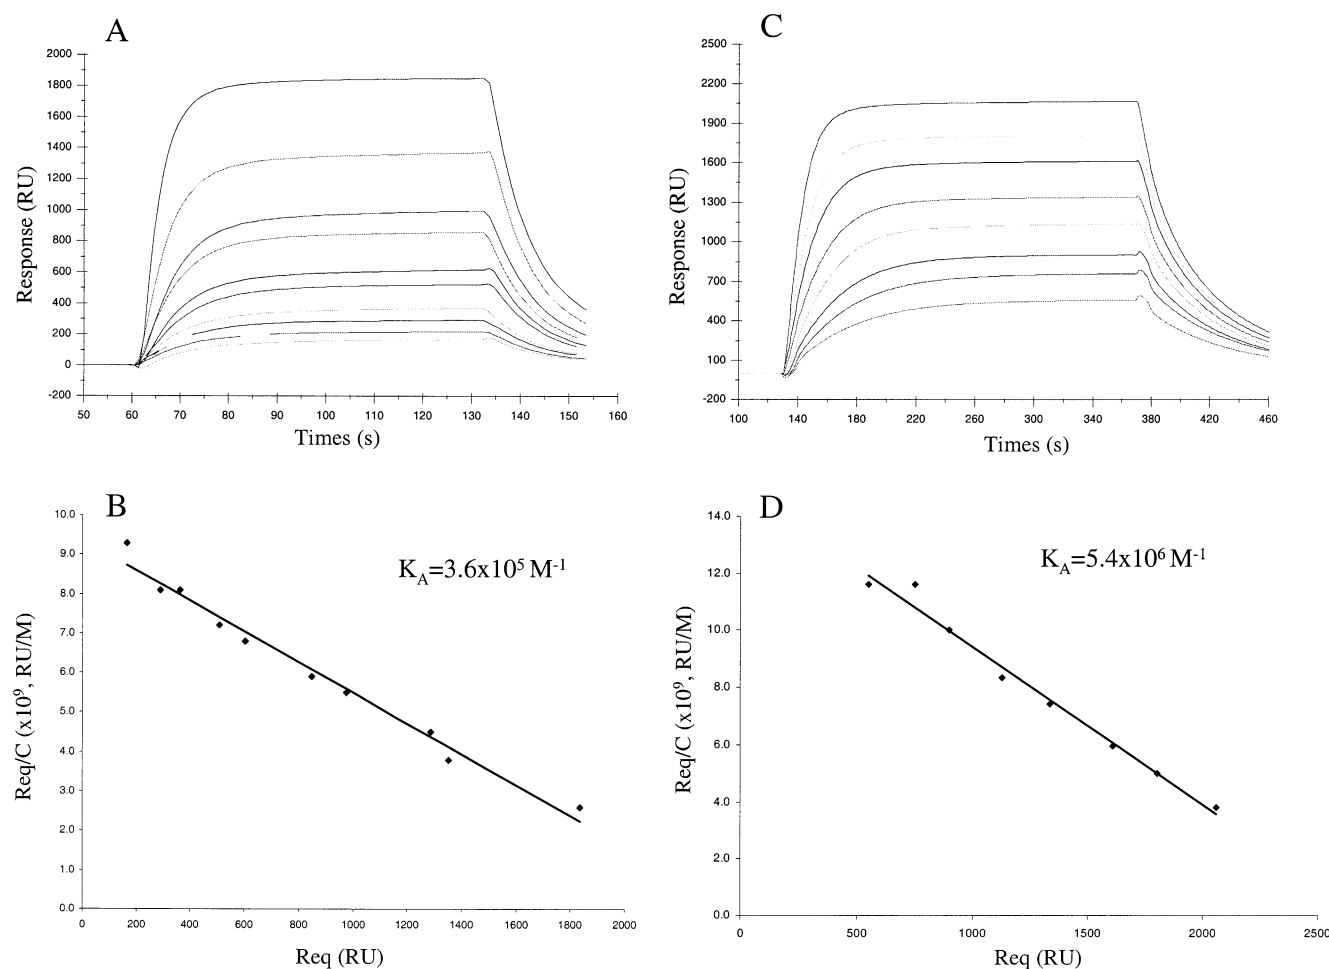 A
2000
1800
1600
1400
1200
1000
800
600
400
200
0
-200
50 60 70 80 90 100 110 120 130 140 150 160
Response (RU)
Times (s)
C
2500
2200
1900
1600
1300
1000
700
400
100
-200
100 140 180 220 260 300 340 380 420 460
Response (RU)
Times (s)
B
KA=3.6x10⁵ M⁻¹
10.0
9.0
8.0
7.0
6.0
5.0
4.0
3.0
2.0
1.0
0.0
0 200 400 600 800 1000 1200 1400 1600 1800 2000
Req/C (x10⁹, RU/M)
Req (RU)
D
KA=5.4x10⁶ M⁻¹
14.0
12.0
10.0
8.0
6.0
4.0
2.0
0.0
0 500 1000 1500 2000 2500
Req/C (x10⁹, RU/M)
Req (RU)